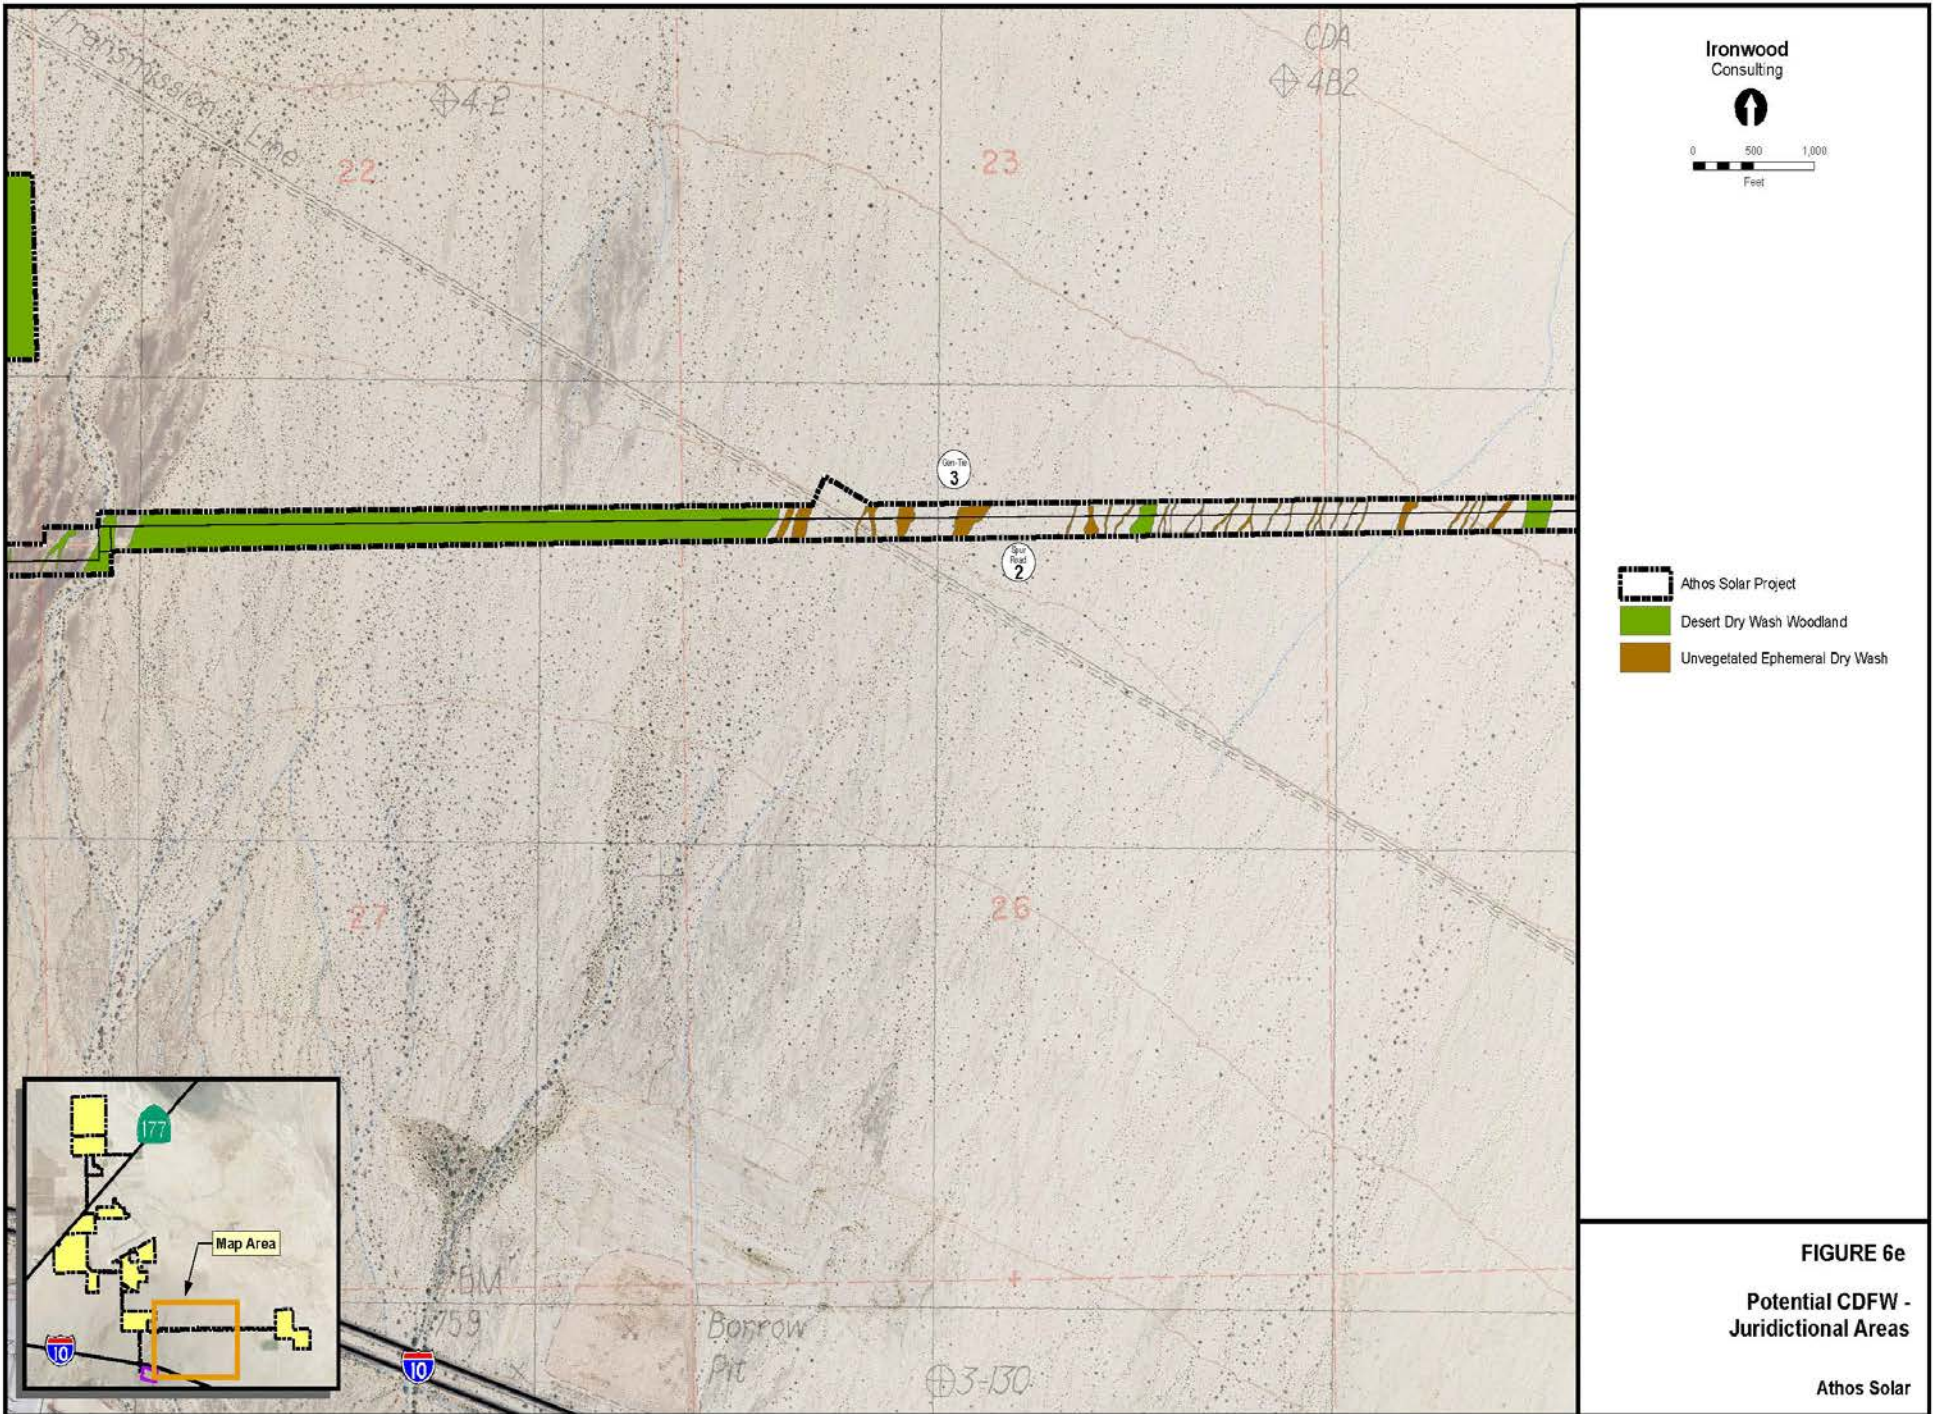 Transmission Line
4-2
CDA
4B2
22
23
Gen-Tie
3
Spur
Road
2
27
26
177
Map Area
10
BM
759
10
Borrow
Pit
3-130
Ironwood
Consulting
0 500 1,000
Feet
Athos Solar Project
Desert Dry Wash Woodland
Unvegetated Ephemeral Dry Wash
FIGURE 6e
Potential CDFW -
Juridictional Areas
Athos Solar